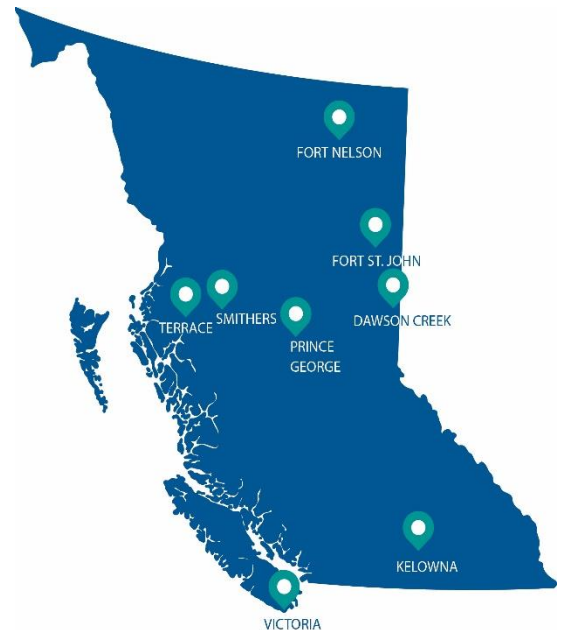 FORT NELSON
FORT ST. JOHN
DAWSON CREEK
SMITHERS
TERRACE
PRINCE
GEORGE
KELOWNA
VICTORIA